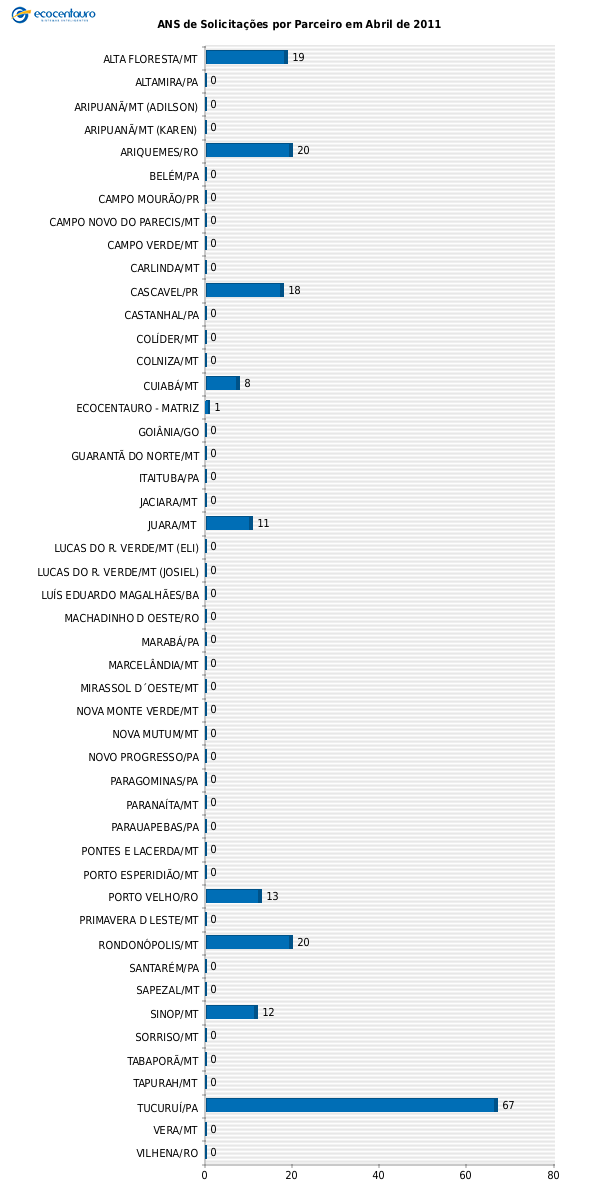 ecocentauro
ANS de Solicitações por Parceiro em Abril de 2011
ALTA FLORESTA/MT 19
ALTAMIRA/PA 0
ARIPUANÃ/MT (ADILSON) 0
ARIPUANÃ/MT (KAREN) 0
ARIQUEMES/RO 20
BELÉM/PA 0
CAMPO MOURÃO/PR 0
CAMPO NOVO DO PARECIS/MT 0
CAMPO VERDE/MT 0
CARLINDA/MT 0
CASCAVEL/PR 18
CASTANHAL/PA 0
COLÍDER/MT 0
COLNIZA/MT 0
CUIABÁ/MT 8
ECOCENTAURO - MATRIZ 1
GOIÂNIA/GO 0
GUARANTÃ DO NORTE/MT 0
ITAITUBA/PA 0
JACIARA/MT 0
JUARA/MT 11
LUCAS DO R. VERDE/MT (ELI) 0
LUCAS DO R. VERDE/MT (JOSIEL) 0
LUÍS EDUARDO MAGALHÃES/BA 0
MACHADINHO D OESTE/RO 0
MARABÁ/PA 0
MARCELÂNDIA/MT 0
MIRASSOL D´OESTE/MT 0
NOVA MONTE VERDE/MT 0
NOVA MUTUM/MT 0
NOVO PROGRESSO/PA 0
PARAGOMINAS/PA 0
PARANAÍTA/MT 0
PARAUAPEBAS/PA 0
PONTES E LACERDA/MT 0
PORTO ESPERIDIÃO/MT 0
PORTO VELHO/RO 13
PRIMAVERA D LESTE/MT 0
RONDONÓPOLIS/MT 20
SANTARÉM/PA 0
SAPEZAL/MT 0
SINOP/MT 12
SORRISO/MT 0
TABAPORÃ/MT 0
TAPURAH/MT 0
TUCURUÍ/PA 67
VERA/MT 0
VILHENA/RO 0
0 20 40 60 80